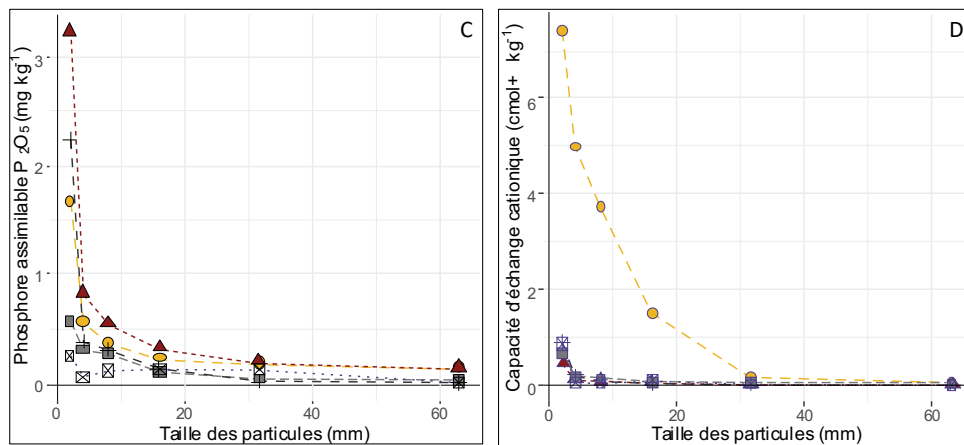 C
Phosphore assimilable P ₂O₅ (mg kg⁻¹)
3
2
1
0
0
20
40
60
Taille des particules (mm)
D
Capacité d'échange cationique (cmol+ kg⁻¹)
6
4
2
0
0
20
40
60
Taille des particules (mm)